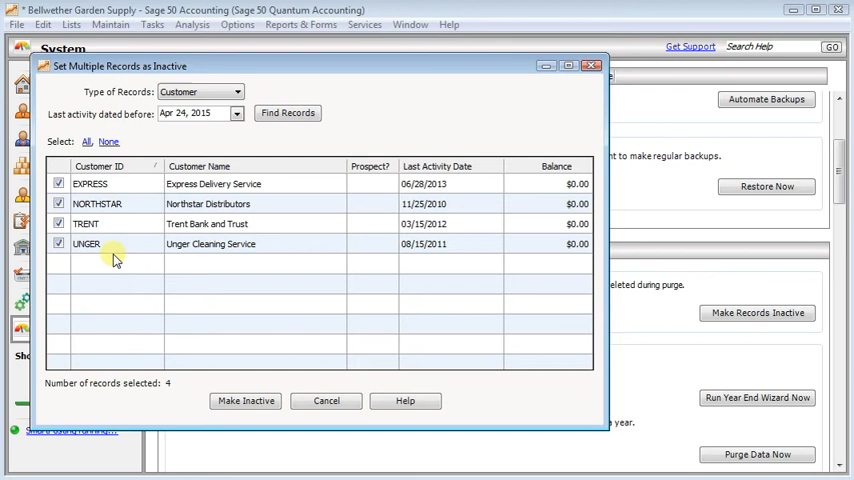 * Bellwether Garden Supply - Sage 50 Accounting (Sage 50 Quantum Accounting)
File Edit Lists Maintain Tasks Analysis Options Reports & Forms Services Window Help
System
Get Support Search Help GO
Set Multiple Records as Inactive
Type of Records: Customer
Last activity dated before: Apr 24, 2015 Find Records
Select: All, None
Customer ID / Customer Name Prospect? Last Activity Date Balance
EXPRESS Express Delivery Service 06/28/2013 $0.00
NORTHSTAR Northstar Distributors 11/25/2010 $0.00
TRENT Trent Bank and Trust 03/15/2012 $0.00
UNGER Unger Cleaning Service 08/15/2011 $0.00
Number of records selected: 4
Make Inactive Cancel Help
Automate Backups
nt to make regular backups.
Restore Now
eleted during purge.
Make Records Inactive
Run Year End Wizard Now
a year.
Purge Data Now
Sho